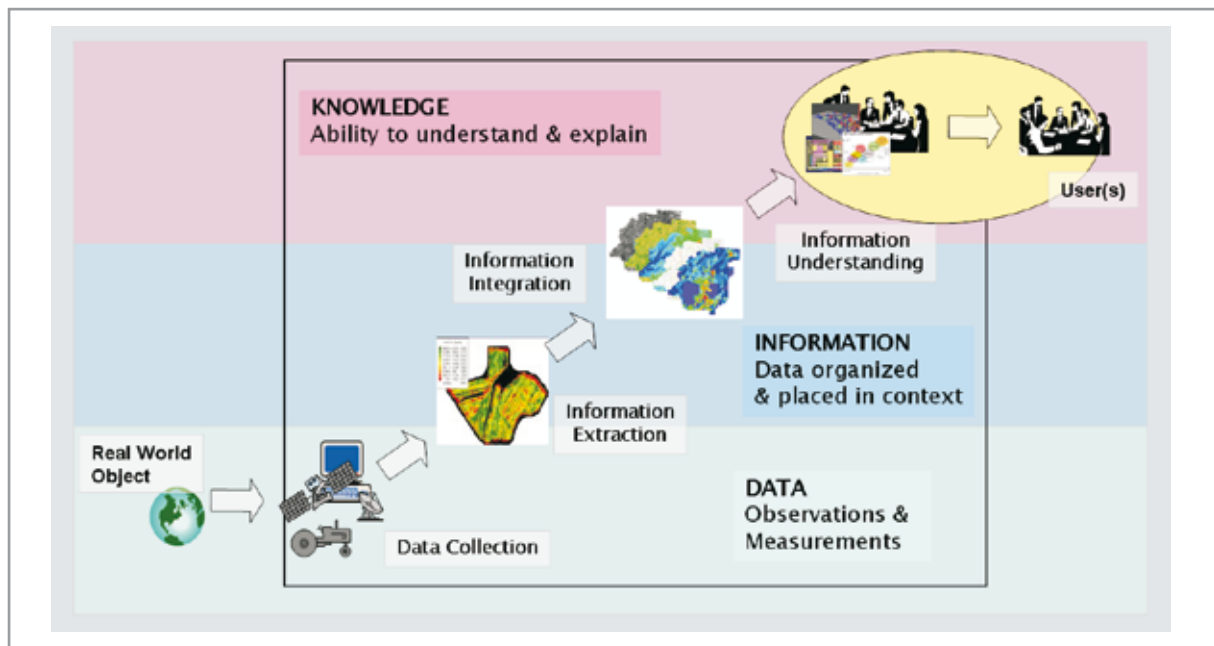 KNOWLEDGE
Ability to understand & explain
User(s)
Information
Understanding
Information
Integration
INFORMATION
Data organized
& placed in context
Information
Extraction
Real World
Object
DATA
Observations &
Measurements
Data Collection